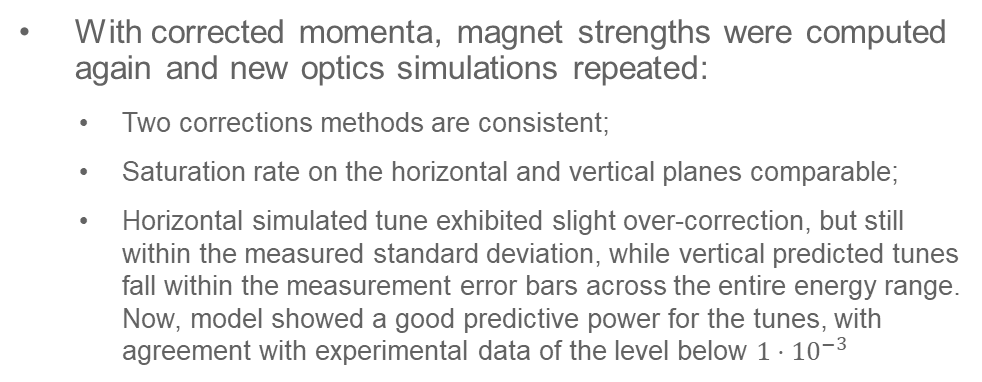 • With corrected momenta, magnet strengths were computed
again and new optics simulations repeated:
• Two corrections methods are consistent;
• Saturation rate on the horizontal and vertical planes comparable;
• Horizontal simulated tune exhibited slight over-correction, but still
within the measured standard deviation, while vertical predicted tunes
fall within the measurement error bars across the entire energy range.
Now, model showed a good predictive power for the tunes, with
agreement with experimental data of the level below 1 · 10⁻³